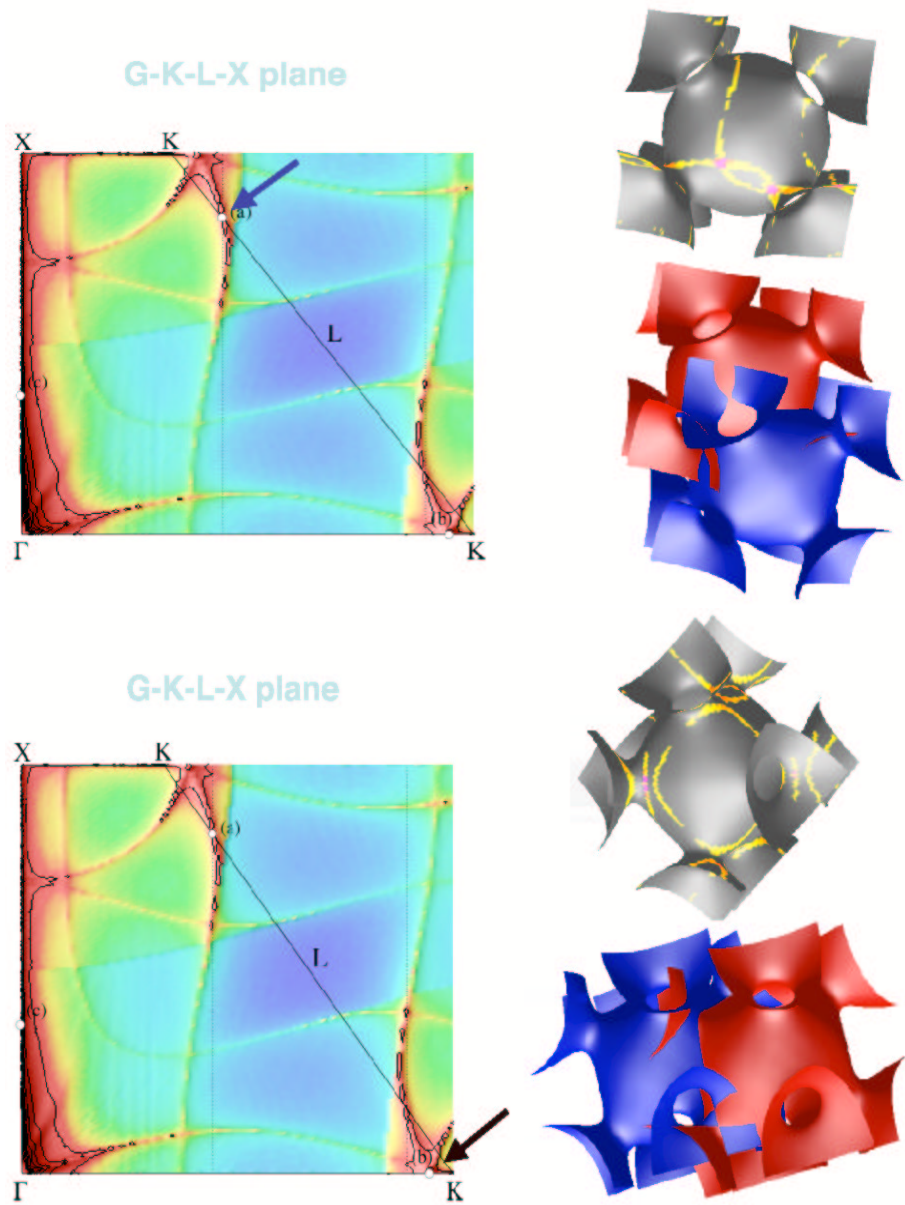 G-K-L-X plane
X K
(a)
L
(c)
(b)
Γ K
G-K-L-X plane
X K
(a)
L
(c)
(b)
Γ K